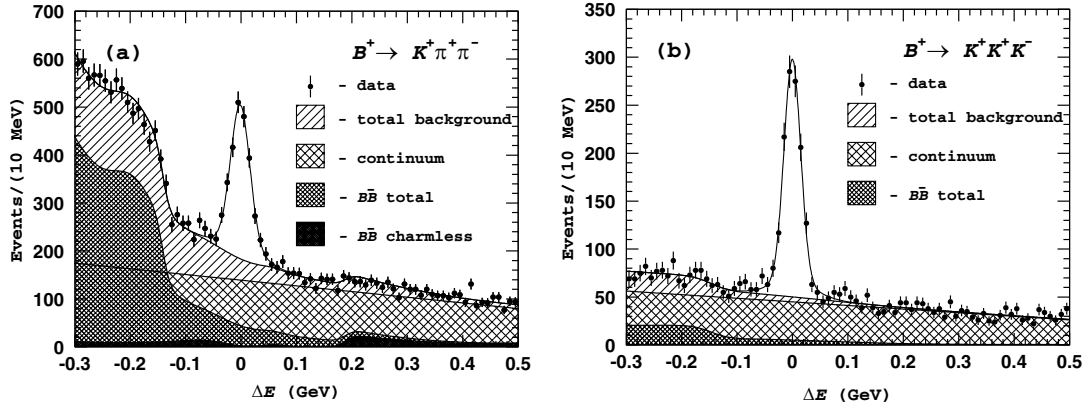 (a)
B⁺ → K⁺π⁺π⁻
- data
- total background
- continuum
- BB̄ total
- BB̄ charmless
Events/(10 MeV)
700
600
500
400
300
200
100
0
-0.3 -0.2 -0.1 0 0.1 0.2 0.3 0.4 0.5
ΔE (GeV)
(b)
B⁺ → K⁺K⁺K⁻
- data
- total background
- continuum
- BB̄ total
Events/(10 MeV)
350
300
250
200
150
100
50
0
-0.3 -0.2 -0.1 0 0.1 0.2 0.3 0.4 0.5
ΔE (GeV)